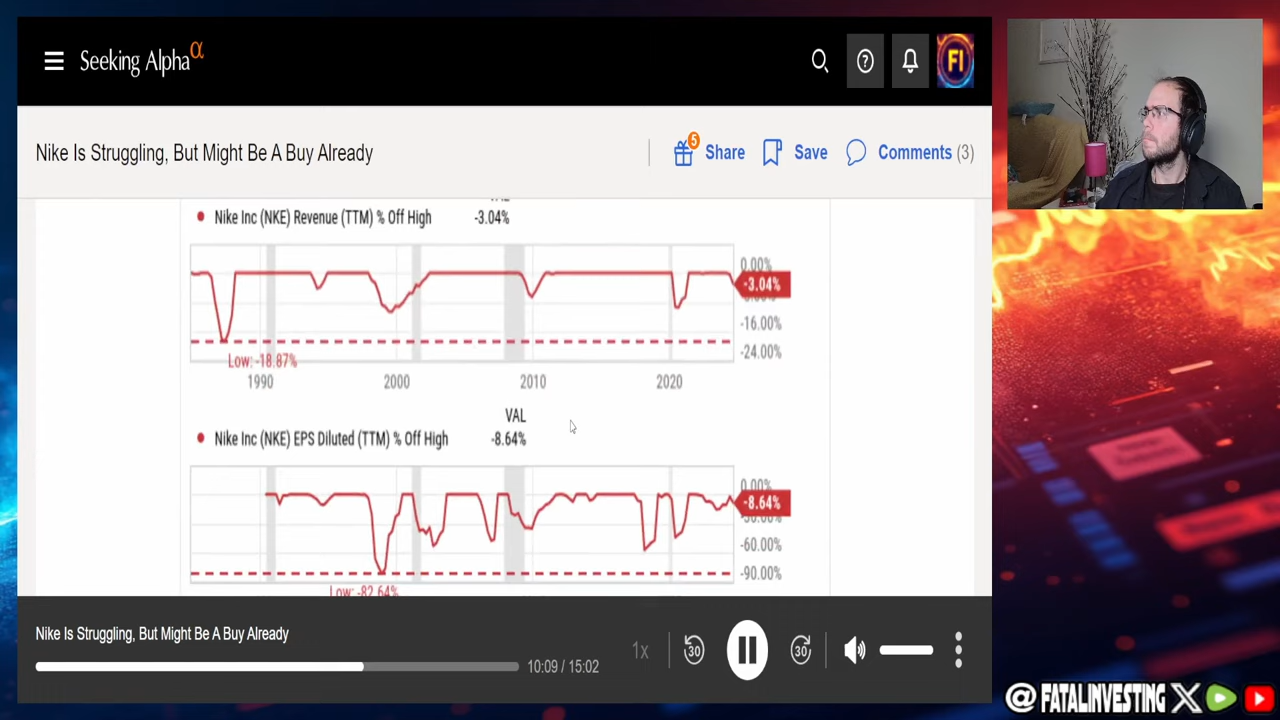 Seeking Alpha α
FI
Nike Is Struggling, But Might Be A Buy Already
5
Share
Save
Comments (3)
VAL
Nike Inc (NKE) Revenue (TTM) % Off High
-3.04%
0.00%
-3.04%
-16.00%
-24.00%
Low: -18.87%
1990
2000
2010
2020
VAL
Nike Inc (NKE) EPS Diluted (TTM) % Off High
-8.64%
0.00%
-8.64%
-60.00%
-90.00%
Low: -82.64%
Nike Is Struggling, But Might Be A Buy Already
1x
30
30
10:09 / 15:02
@FATALINVESTING X